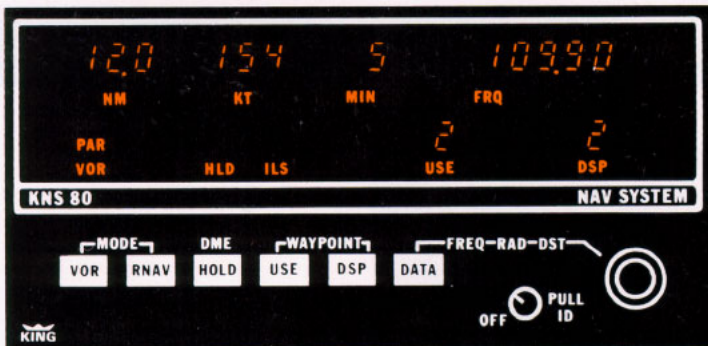 12.0 154 5 109.90
NM KT MIN FRQ
PAR 2 2
VOR HLD ILS USE DSP
KNS 80 NAV SYSTEM
MODE DME WAYPOINT FREQ-RAD-DST
VOR RNAV HOLD USE DSP DATA
OFF PULL ID
KING